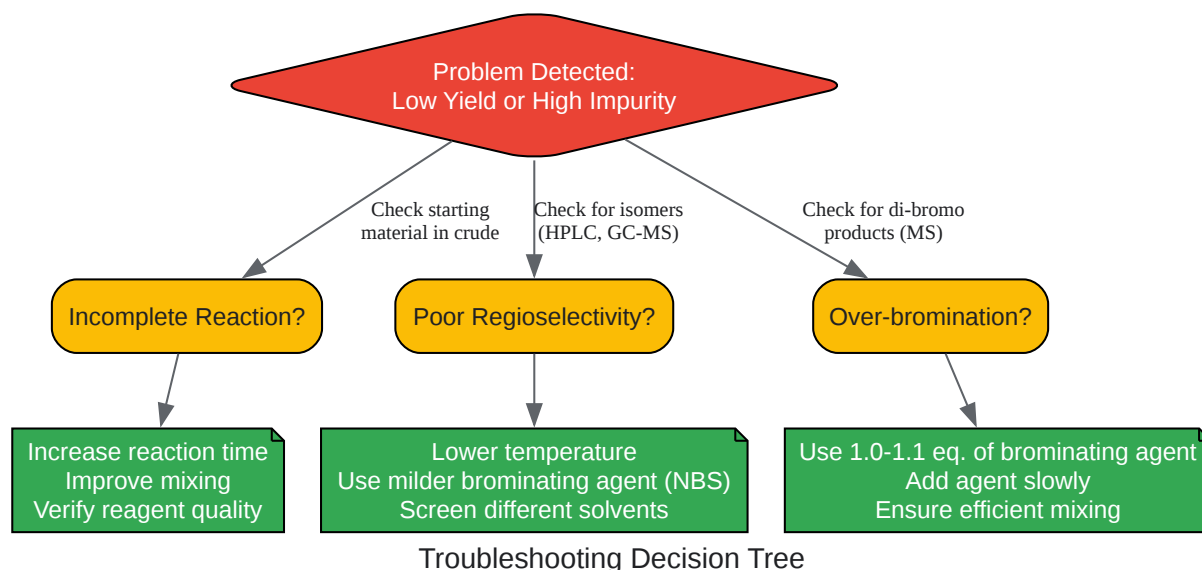 Problem Detected:
Low Yield or High Impurity
Check starting
material in crude
Check for isomers
(HPLC, GC-MS)
Check for di-bromo
products (MS)
Incomplete Reaction?
Poor Regioselectivity?
Over-bromination?
Increase reaction time
Improve mixing
Verify reagent quality
Lower temperature
Use milder brominating agent (NBS)
Screen different solvents
Use 1.0-1.1 eq. of brominating agent
Add agent slowly
Ensure efficient mixing
Troubleshooting Decision Tree